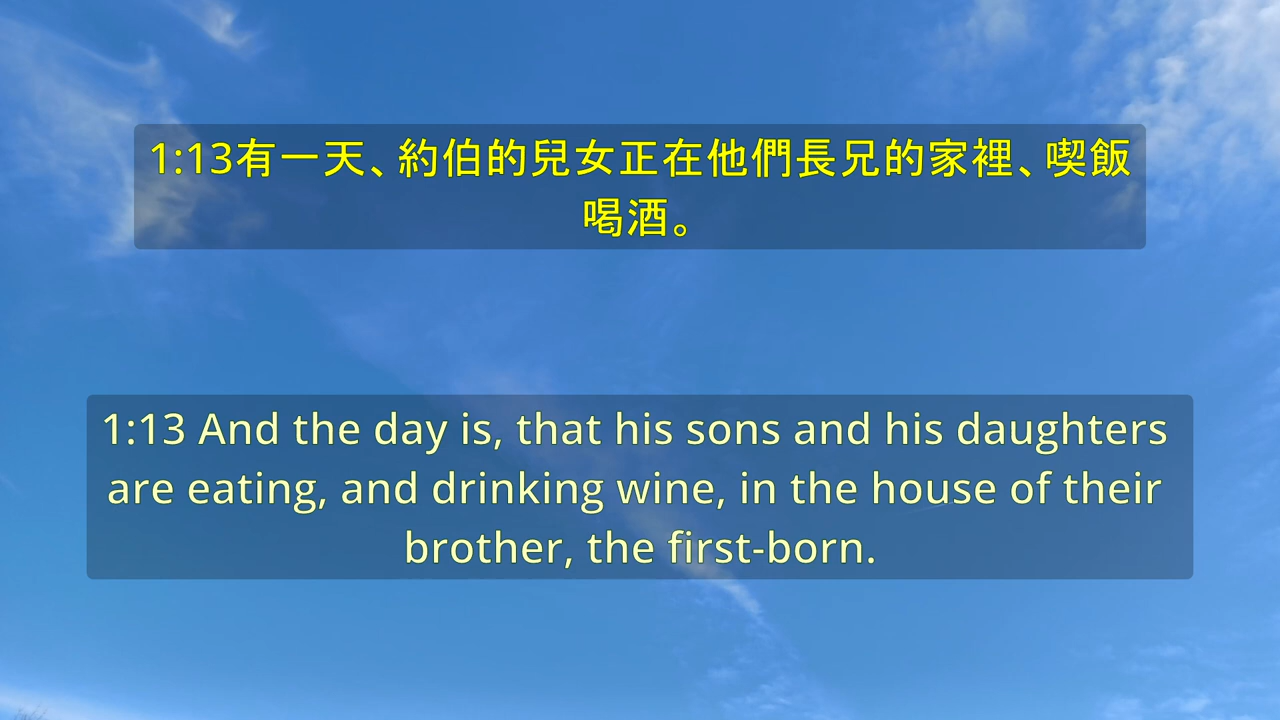 1:13有一天、約伯的兒女正在他們長兄的家裡、喫飯
喝酒。
1:13 And the day is, that his sons and his daughters
are eating, and drinking wine, in the house of their
brother, the first-born.